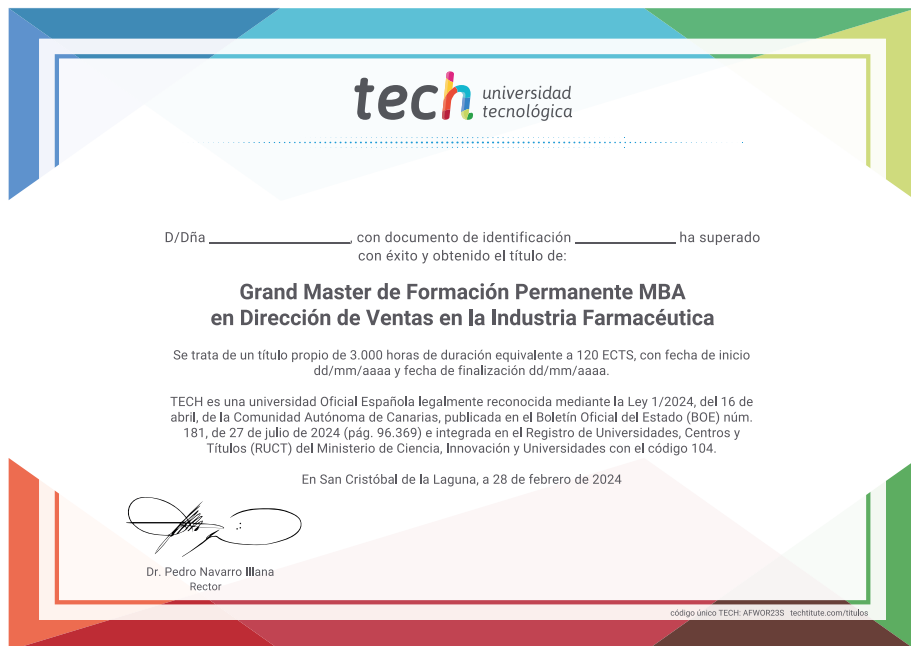 tech universidad
tecnológica
D/Dña ____________________, con documento de identificación ______________ ha superado
con éxito y obtenido el título de:
Grand Master de Formación Permanente MBA
en Dirección de Ventas en la Industria Farmacéutica
Se trata de un título propio de 3.000 horas de duración equivalente a 120 ECTS, con fecha de inicio
dd/mm/aaaa y fecha de finalización dd/mm/aaaa.
TECH es una universidad Oficial Española legalmente reconocida mediante la Ley 1/2024, del 16 de
abril, de la Comunidad Autónoma de Canarias, publicada en el Boletín Oficial del Estado (BOE) núm.
181, de 27 de julio de 2024 (pág. 96.369) e integrada en el Registro de Universidades, Centros y
Títulos (RUCT) del Ministerio de Ciencia, Innovación y Universidades con el código 104.
En San Cristóbal de la Laguna, a 28 de febrero de 2024
Dr. Pedro Navarro Illana
Rector
código único TECH: AFWOR23S techtitute.com/titulos